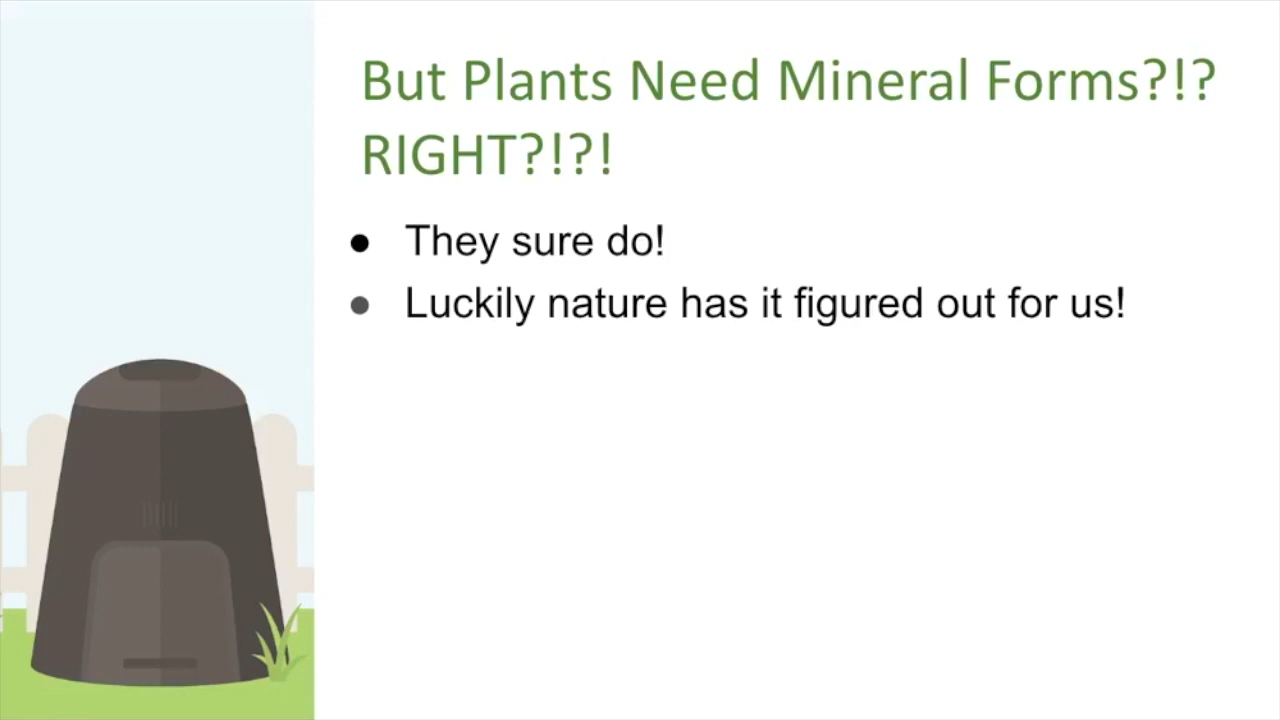 But Plants Need Mineral Forms?!?
RIGHT?!?!
● They sure do!
● Luckily nature has it figured out for us!